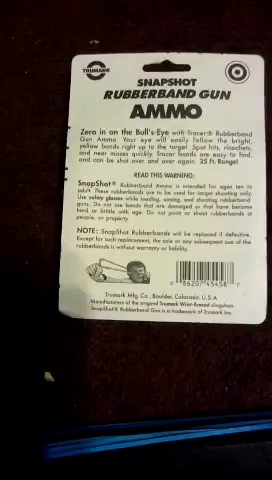 TRUMARK
SNAPSHOT
RUBBERBAND GUN
AMMO
Zero in on the Bull's-Eye with Tracer® Rubberband
Gun Ammo. Your eye will easily follow the bright,
yellow bands right up to the target. Spot hits, ricochets,
and near misses quickly. Tracer bands are easy to find,
and can be shot over and over again. 25 Ft. Range!
READ THIS WARNING:
SnapShot® Rubberband Ammo is intended for ages ten to
adult. These rubberbands are to be used for target shooting only.
Use safety glasses while loading, aiming, and shooting rubberband
guns. Do not use bands that are damaged or that have become
hard or brittle with age. Do not point or shoot rubberbands at
people, or property.
NOTE: SnapShot Rubberbands will be replaced if defective.
Except for such replacement, the sale or any subsequent use of the
rubberbands is without warranty or liability.
0 86207 45456 7
Trumark Mfg. Co., Boulder, Colorado, U.S.A.
Manufacturers of the original Trumark Wrist-Braced slingshots
SnapShot® Rubberband Gun is a trademark of Trumark Inc.